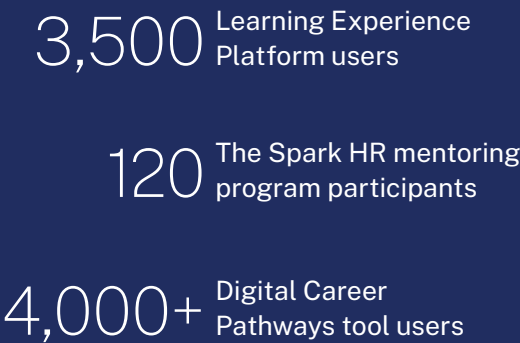 3,500 Learning Experience
Platform users
120 The Spark HR mentoring
program participants
4,000+ Digital Career
Pathways tool users